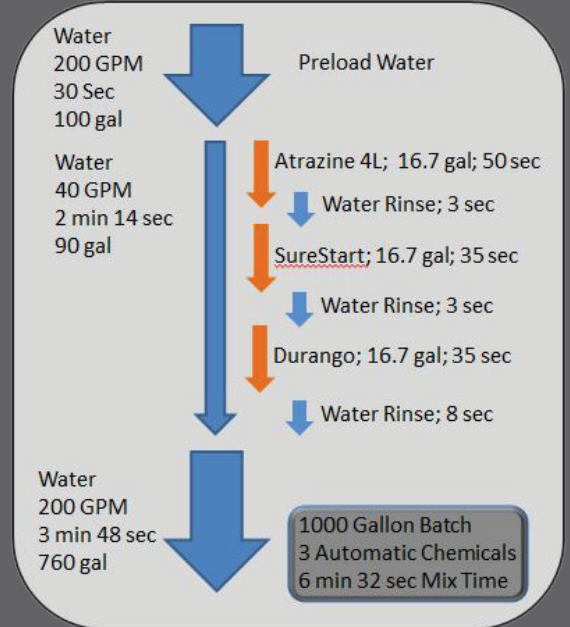 Water
200 GPM
30 Sec
100 gal
Preload Water
Water
40 GPM
2 min 14 sec
90 gal
Atrazine 4L; 16.7 gal; 50 sec
Water Rinse; 3 sec
SureStart; 16.7 gal; 35 sec
Water Rinse; 3 sec
Durango; 16.7 gal; 35 sec
Water Rinse; 8 sec
Water
200 GPM
3 min 48 sec
760 gal
1000 Gallon Batch
3 Automatic Chemicals
6 min 32 sec Mix Time